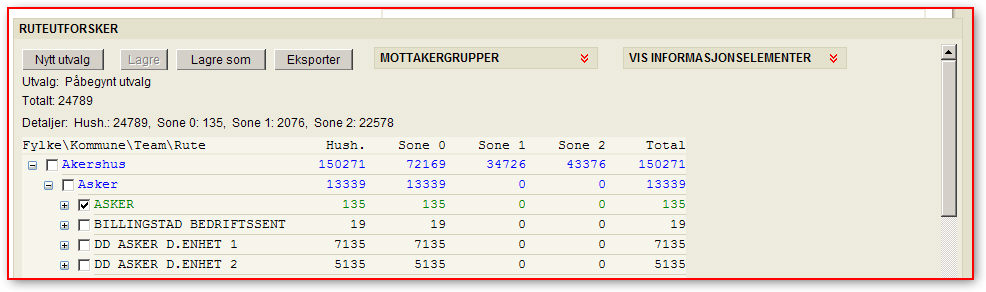 RUTEUTFORSKER
Nytt utvalg Lagre Lagre som Eksporter MOTTAKERGRUPPER VIS INFORMASJONSELEMENTER
Utvalg: Påbegynt utvalg
Totalt: 24789
Detaljer: Hush.: 24789, Sone 0: 135, Sone 1: 2076, Sone 2: 22578
Fylke\Kommune\Team\Rute Hush. Sone 0 Sone 1 Sone 2 Total
Akershus 150271 72169 34726 43376 150271
Asker 13339 13339 0 0 13339
ASKER 135 135 0 0 135
BILLINGSTAD BEDRIFTSSENT 19 19 0 0 19
DD ASKER D.ENHET 1 7135 7135 0 0 7135
DD ASKER D.ENHET 2 5135 5135 0 0 5135